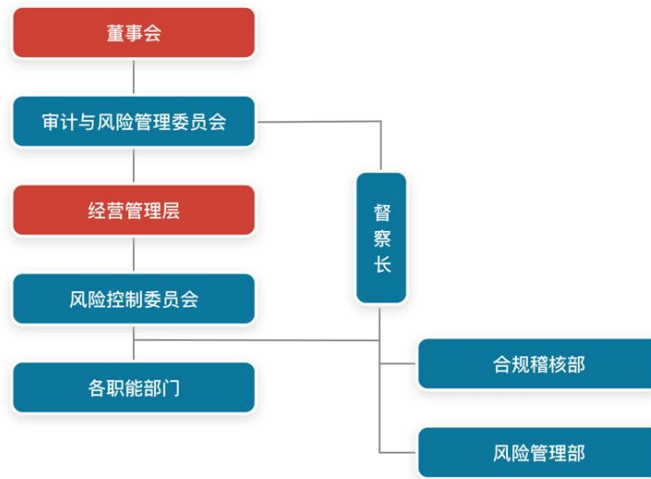 董事会
审计与风险管理委员会
经营管理层
督察长
风险控制委员会
合规稽核部
各职能部门
风险管理部